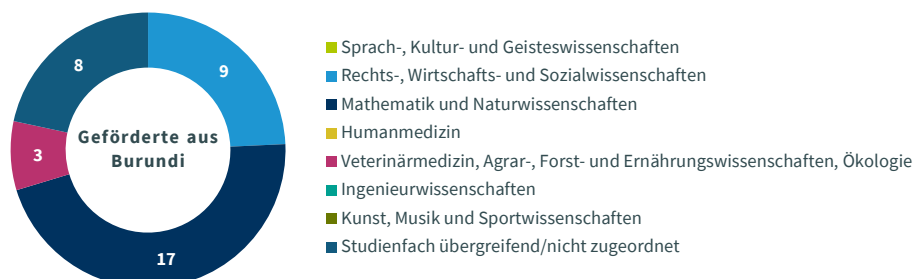 8
9
Geförderte aus
Burundi
3
17
Sprach-, Kultur- und Geisteswissenschaften
Rechts-, Wirtschafts- und Sozialwissenschaften
Mathematik und Naturwissenschaften
Humanmedizin
Veterinärmedizin, Agrar-, Forst- und Ernährungswissenschaften, Ökologie
Ingenieurwissenschaften
Kunst, Musik und Sportwissenschaften
Studienfach übergreifend/nicht zugeordnet